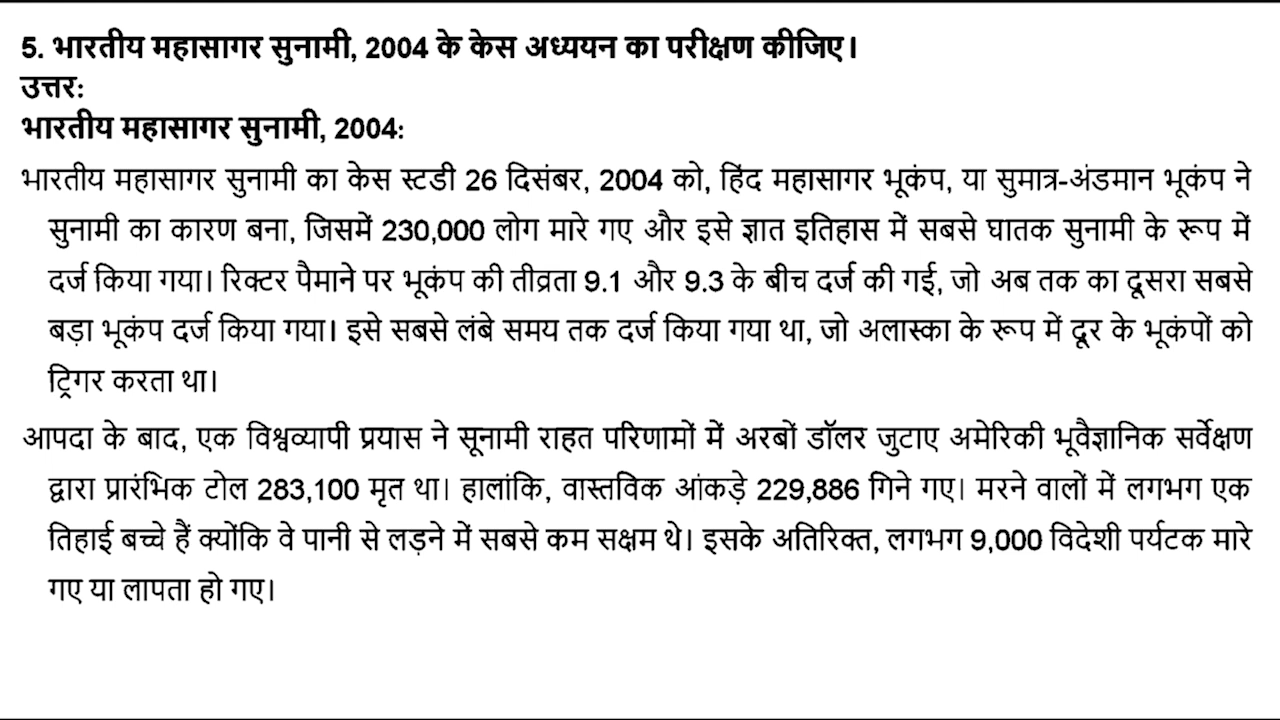 5. भारतीय महासागर सुनामी, 2004 के केस अध्ययन का परीक्षण कीजिए।
उत्तर:
भारतीय महासागर सुनामी, 2004:
भारतीय महासागर सुनामी का केस स्टडी 26 दिसंबर, 2004 को, हिंद महासागर भूकंप, या सुमात्र-अंडमान भूकंप ने
सुनामी का कारण बना, जिसमें 230,000 लोग मारे गए और इसे ज्ञात इतिहास में सबसे घातक सुनामी के रूप में
दर्ज किया गया। रिक्टर पैमाने पर भूकंप की तीव्रता 9.1 और 9.3 के बीच दर्ज की गई, जो अब तक का दूसरा सबसे
बड़ा भूकंप दर्ज किया गया। इसे सबसे लंबे समय तक दर्ज किया गया था, जो अलास्का के रूप में दूर के भूकंपों को
ट्रिगर करता था।
आपदा के बाद, एक विश्वव्यापी प्रयास ने सूनामी राहत परिणामों में अरबों डॉलर जुटाए अमेरिकी भूवैज्ञानिक सर्वेक्षण
द्वारा प्रारंभिक टोल 283,100 मृत था। हालांकि, वास्तविक आंकड़े 229,886 गिने गए। मरने वालों में लगभग एक
तिहाई बच्चे हैं क्योंकि वे पानी से लड़ने में सबसे कम सक्षम थे। इसके अतिरिक्त, लगभग 9,000 विदेशी पर्यटक मारे
गए या लापता हो गए।